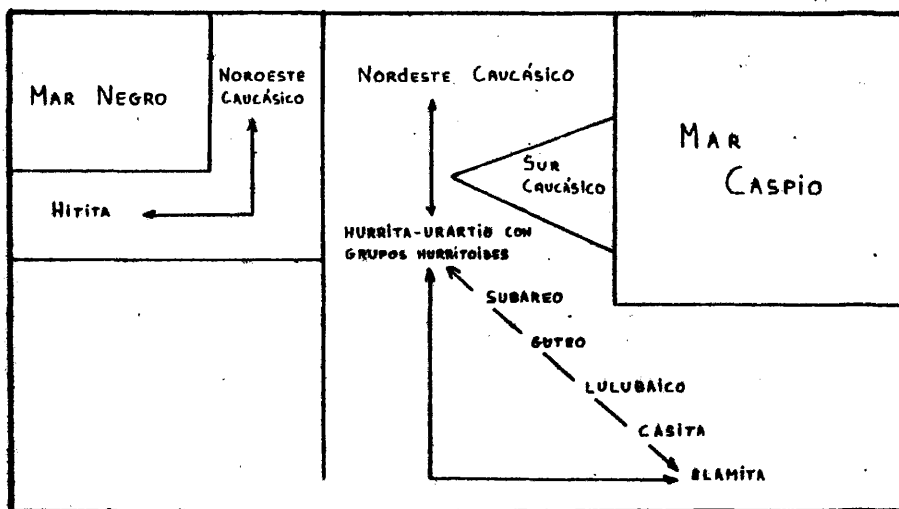 MAR NEGRO
NOROESTE
CAUCÁSICO
NORDESTE CAUCÁSICO
MAR
CASPIO
SUR
CAUCÁSICO
HITITA
HURRITA-URARTIO CON
GRUPOS HURRITOIDES
SUBAREO
GUTEO
LULUBAICO
CASITA
ELAMITA